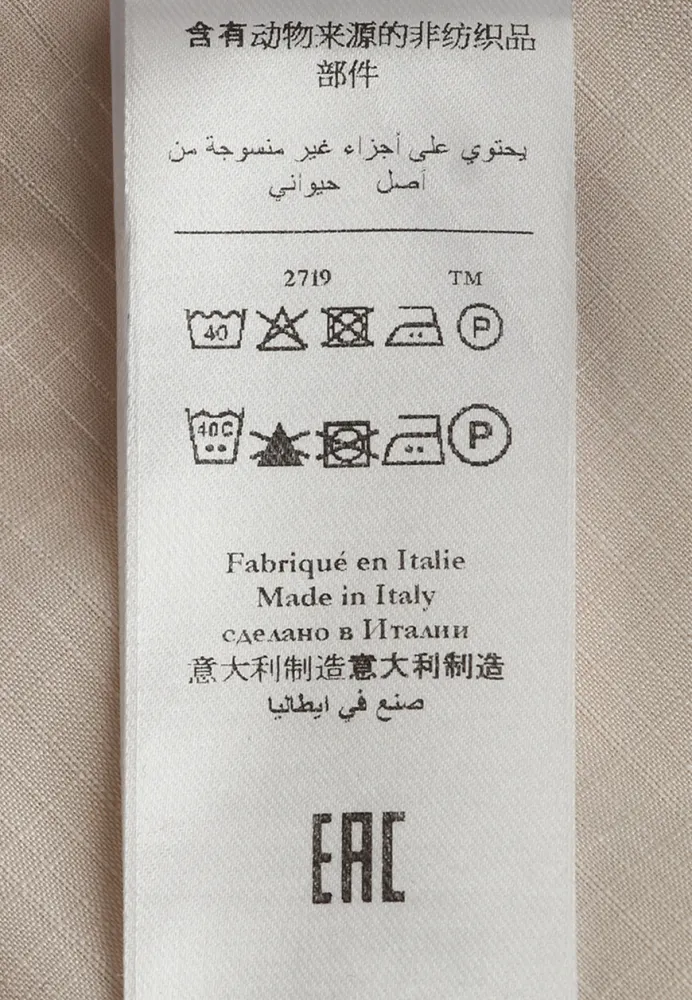 含有动物来源的非纺织品
部件
يحتوي على أجزاء غير منسوجة من
أصل حيواني
2719 TM
40 P
40C P
Fabriqué en Italie
Made in Italy
сделано в Италии
意大利制造意大利制造
صنع في ايطاليا
EAC